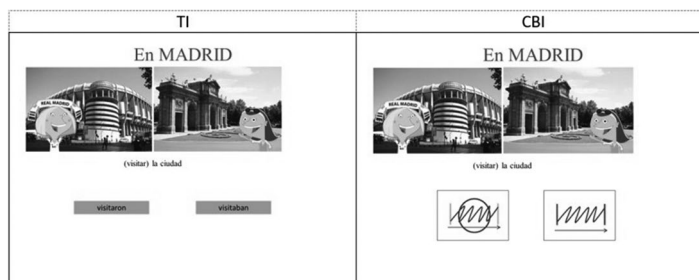 TI
CBI
En MADRID
REAL MADRID
(visitar) la ciudad
visitaron
visitaban
En MADRID
REAL MADRID
(visitar) la ciudad